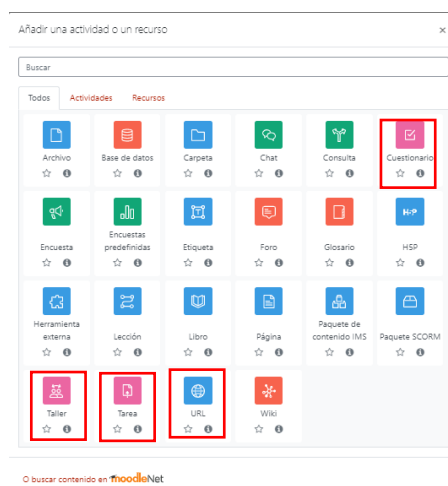 Añadir una actividad o un recurso ×
Buscar
Todos Actividades Recursos
Archivo Base de datos Carpeta Chat Consulta Cuestionario
Encuesta Encuestas predefinidas Etiqueta Foro Glosario H5P
H5P
Herramienta externa Lección Libro Página Paquete de contenido IMS Paquete SCORM
Taller Tarea URL Wiki
O buscar contenido en moodleNet